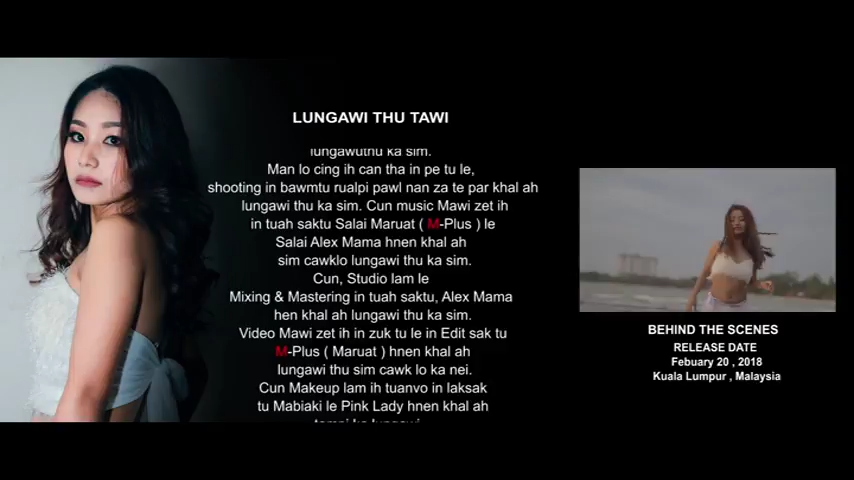 LUNGAWI THU TAWI
lungawuthu ka sim.
Man lo cing ih can tha in pe tu le,
shooting in bawmtu rualpi pawl nan za te par khal ah
lungawi thu ka sim. Cun music Mawi zet ih
in tuah saktu Salai Maruat ( M-Plus ) le
Salai Alex Mama hnen khal ah
sim cawklo lungawi thu ka sim.
Cun, Studio lam le
Mixing & Mastering in tuah saktu, Alex Mama
hen khal ah lungawi thu ka sim.
Video Mawi zet ih in zuk tu le in Edit sak tu
M-Plus ( Maruat ) hnen khal ah
lungawi thu sim cawk lo ka nei.
Cun Makeup lam ih tuanvo in laksak
tu Mabiaki le Pink Lady hnen khal ah
BEHIND THE SCENES
RELEASE DATE
Febuary 20 , 2018
Kuala Lumpur , Malaysia